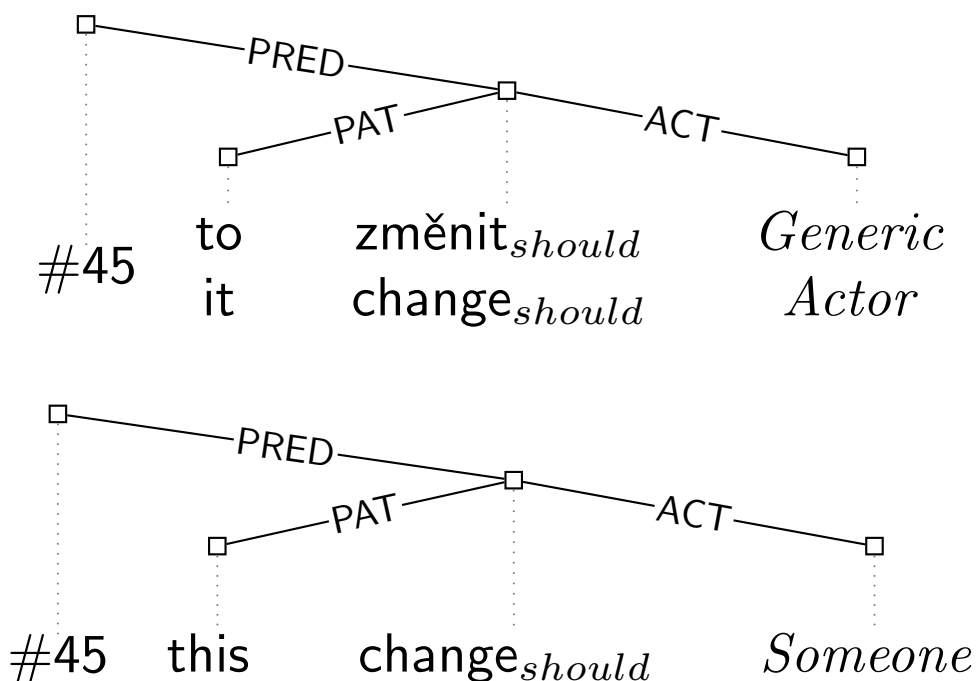 PRED
PAT ACT
to změnit_should Generic
#45
it change_should Actor
PRED
PAT ACT
#45 this change_should Someone